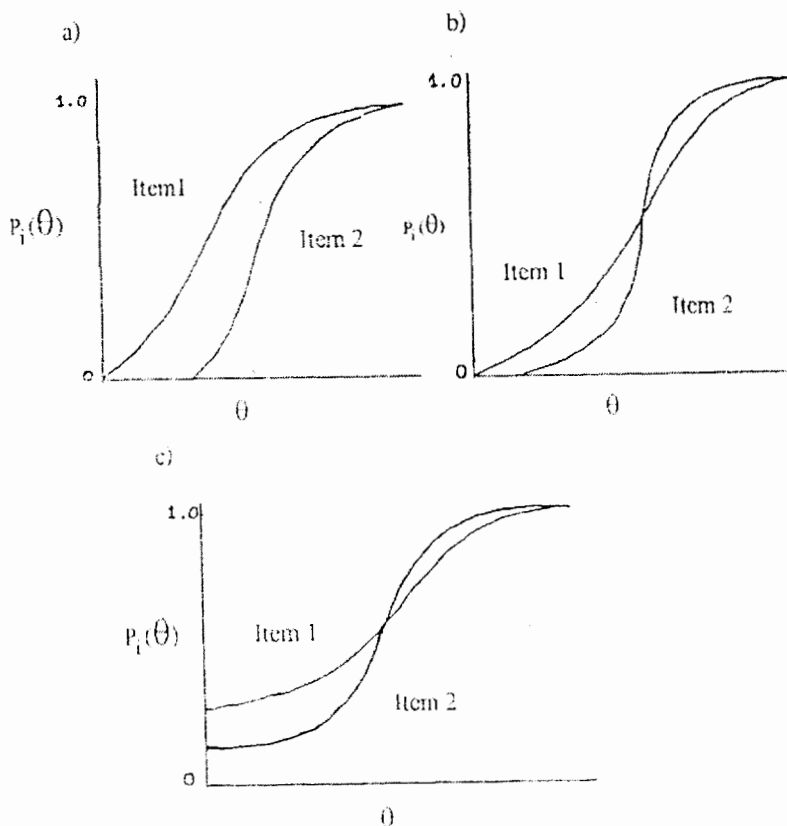 a)
1.0
Item1
P_i(θ)
Item 2
0
θ
b)
1.0
P_i(θ)
Item 1
Item 2
0
θ
c)
1.0
Item 1
P_i(θ)
Item 2
0
θ